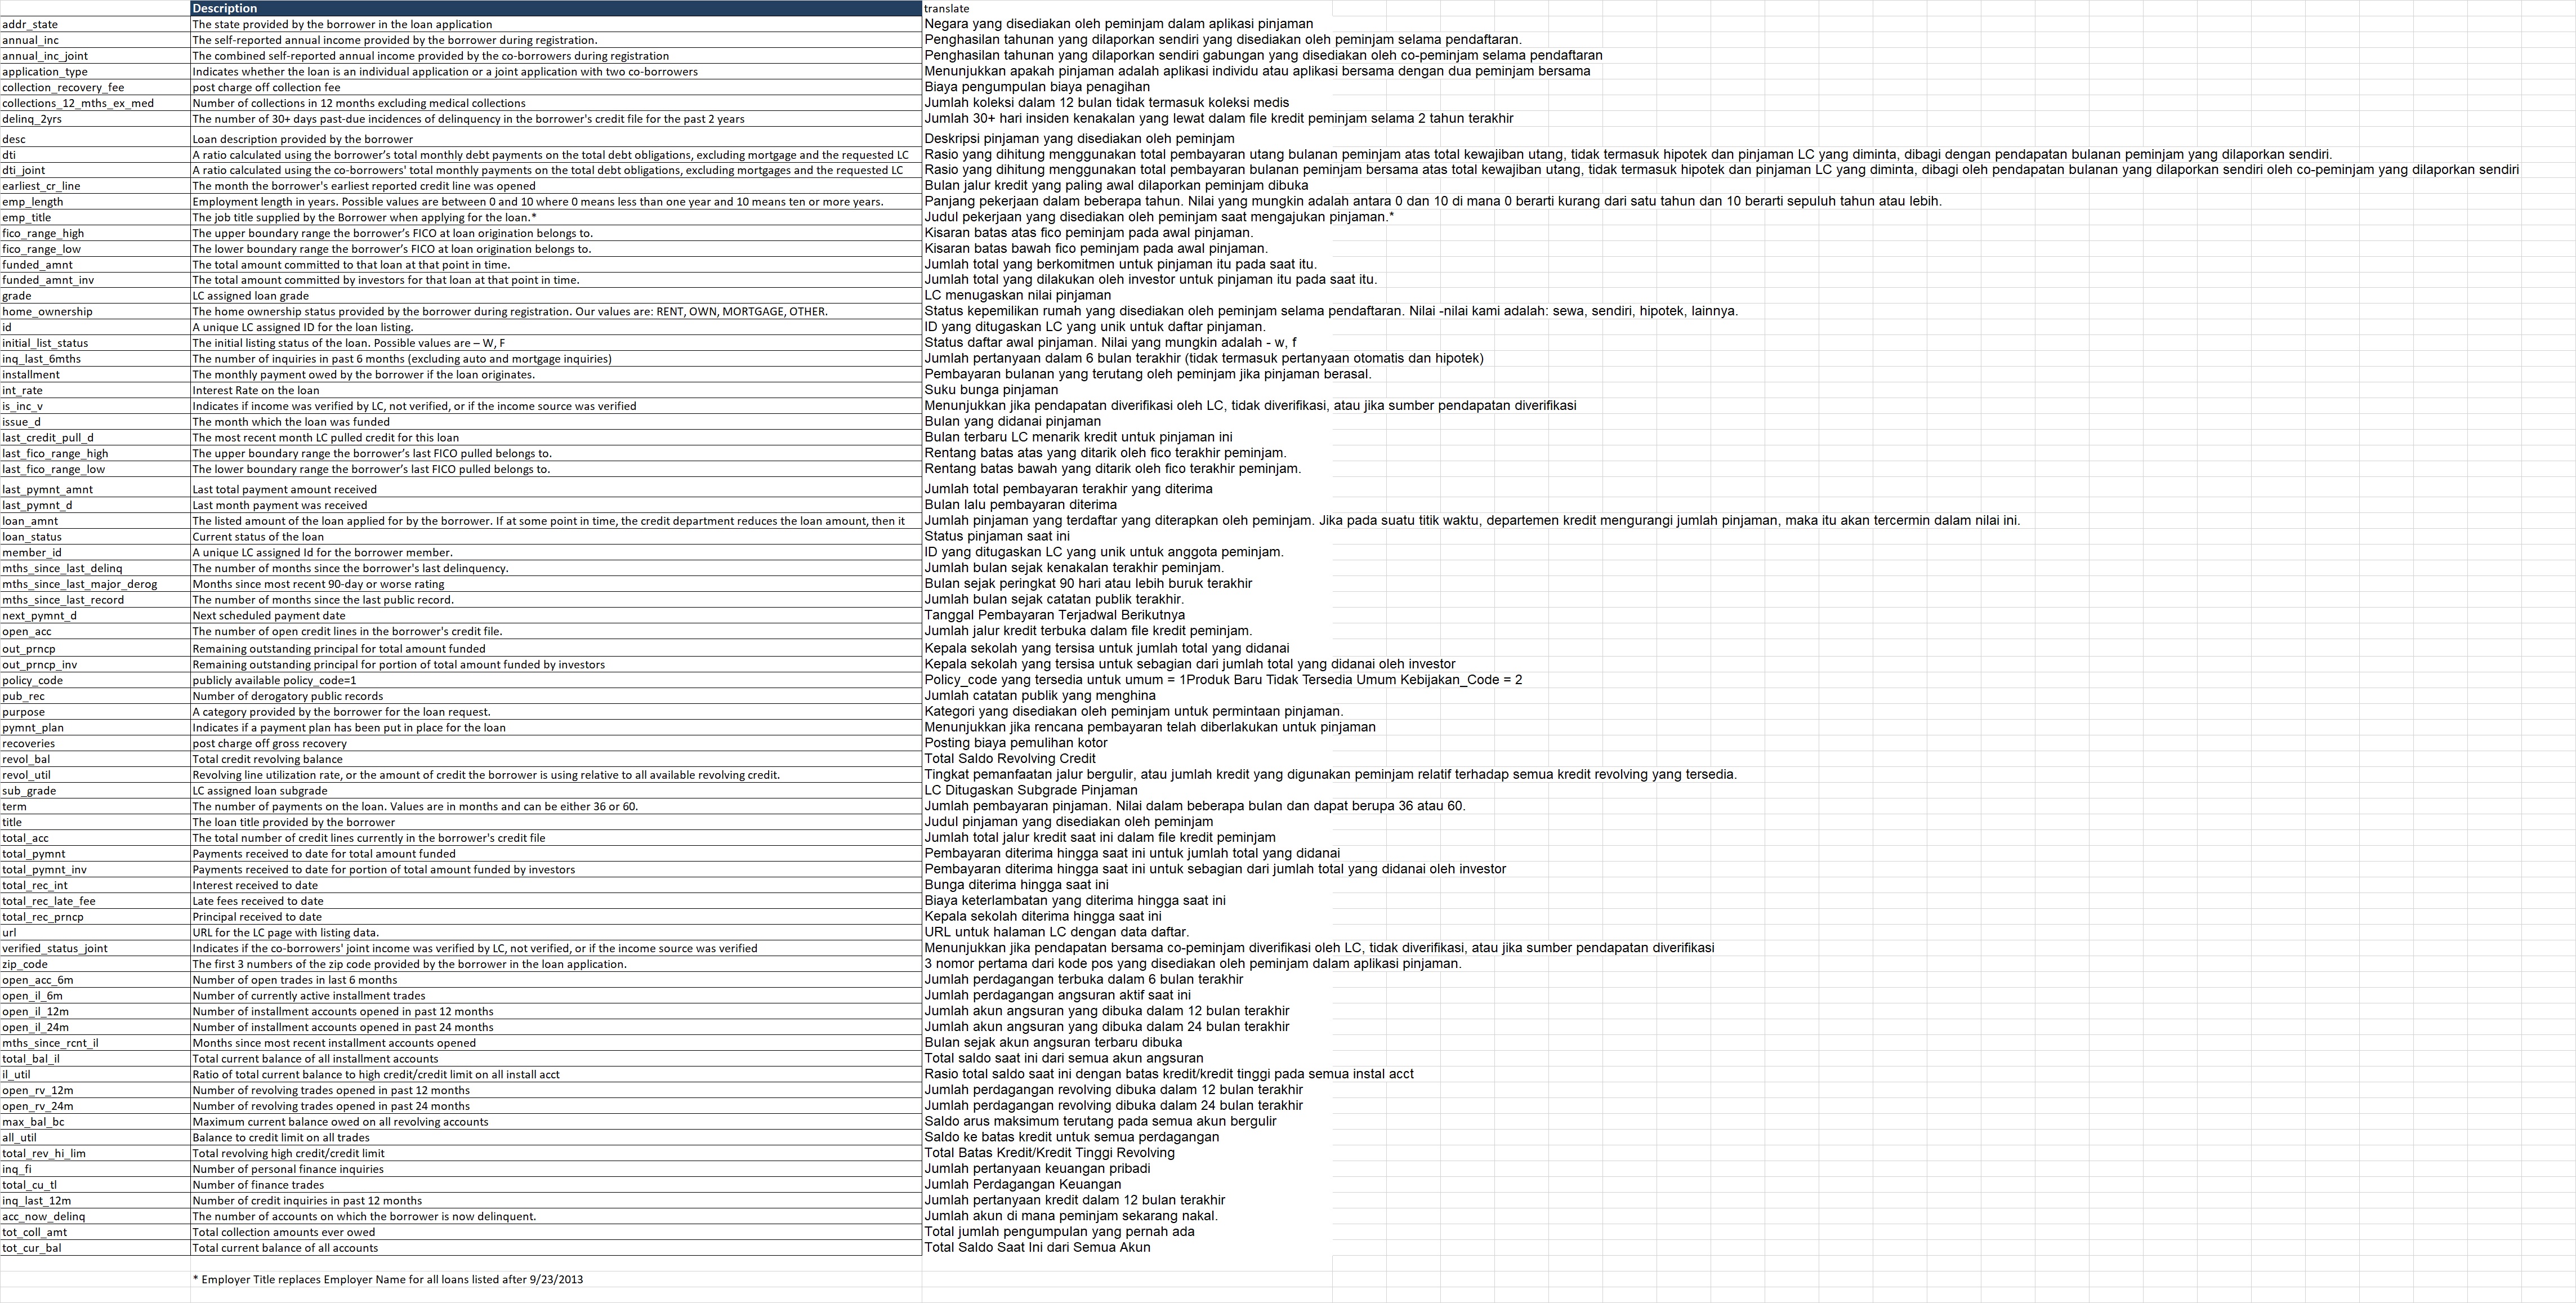 Description translate
addr_state The state provided by the borrower in the loan application Negara yang disediakan oleh peminjam dalam aplikasi pinjaman
annual_inc The self-reported annual income provided by the borrower during registration. Penghasilan tahunan yang dilaporkan sendiri yang disediakan oleh peminjam selama pendaftaran.
annual_inc_joint The combined self-reported annual income provided by the co-borrowers during registration Penghasilan tahunan yang dilaporkan sendiri gabungan yang disediakan oleh co-peminjam selama pendaftaran
application_type Indicates whether the loan is an individual application or a joint application with two co-borrowers Menunjukkan apakah pinjaman adalah aplikasi individu atau aplikasi bersama dengan dua peminjam bersama
collection_recovery_fee post charge off collection fee Biaya pengumpulan biaya penagihan
collections_12_mths_ex_med Number of collections in 12 months excluding medical collections Jumlah koleksi dalam 12 bulan tidak termasuk koleksi medis
delinq_2yrs The number of 30+ days past-due incidences of delinquency in the borrower's credit file for the past 2 years Jumlah 30+ hari insiden kenakalan yang lewat dalam file kredit peminjam selama 2 tahun terakhir
desc Loan description provided by the borrower Deskripsi pinjaman yang disediakan oleh peminjam
dti A ratio calculated using the borrower’s total monthly debt payments on the total debt obligations, excluding mortgage and the requested LC Rasio yang dihitung menggunakan total pembayaran utang bulanan peminjam atas total kewajiban utang, tidak termasuk hipotek dan pinjaman LC yang diminta, dibagi dengan pendapatan bulanan peminjam yang dilaporkan sendiri.
dti_joint A ratio calculated using the co-borrowers' total monthly payments on the total debt obligations, excluding mortgages and the requested LC Rasio yang dihitung menggunakan total pembayaran bulanan peminjam bersama atas total kewajiban utang, tidak termasuk hipotek dan pinjaman LC yang diminta, dibagi oleh pendapatan bulanan yang dilaporkan sendiri oleh co-peminjam yang dilaporkan sendiri
earliest_cr_line The month the borrower's earliest reported credit line was opened Bulan jalur kredit yang paling awal dilaporkan peminjam dibuka
emp_length Employment length in years. Possible values are between 0 and 10 where 0 means less than one year and 10 means ten or more years. Panjang pekerjaan dalam beberapa tahun. Nilai yang mungkin adalah antara 0 dan 10 di mana 0 berarti kurang dari satu tahun dan 10 berarti sepuluh tahun atau lebih.
emp_title The job title supplied by the Borrower when applying for the loan.* Judul pekerjaan yang disediakan oleh peminjam saat mengajukan pinjaman.*
fico_range_high The upper boundary range the borrower’s FICO at loan origination belongs to. Kisaran batas atas fico peminjam pada awal pinjaman.
fico_range_low The lower boundary range the borrower’s FICO at loan origination belongs to. Kisaran batas bawah fico peminjam pada awal pinjaman.
funded_amnt The total amount committed to that loan at that point in time. Jumlah total yang berkomitmen untuk pinjaman itu pada saat itu.
funded_amnt_inv The total amount committed by investors for that loan at that point in time. Jumlah total yang dilakukan oleh investor untuk pinjaman itu pada saat itu.
grade LC assigned loan grade LC menugaskan nilai pinjaman
home_ownership The home ownership status provided by the borrower during registration. Our values are: RENT, OWN, MORTGAGE, OTHER. Status kepemilikan rumah yang disediakan oleh peminjam selama pendaftaran. Nilai -nilai kami adalah: sewa, sendiri, hipotek, lainnya.
id A unique LC assigned ID for the loan listing. ID yang ditugaskan LC yang unik untuk daftar pinjaman.
initial_list_status The initial listing status of the loan. Possible values are – W, F Status daftar awal pinjaman. Nilai yang mungkin adalah - w, f
inq_last_6mths The number of inquiries in past 6 months (excluding auto and mortgage inquiries) Jumlah pertanyaan dalam 6 bulan terakhir (tidak termasuk pertanyaan otomatis dan hipotek)
installment The monthly payment owed by the borrower if the loan originates. Pembayaran bulanan yang terutang oleh peminjam jika pinjaman berasal.
int_rate Interest Rate on the loan Suku bunga pinjaman
is_inc_v Indicates if income was verified by LC, not verified, or if the income source was verified Menunjukkan jika pendapatan diverifikasi oleh LC, tidak diverifikasi, atau jika sumber pendapatan diverifikasi
issue_d The month which the loan was funded Bulan yang didanai pinjaman
last_credit_pull_d The most recent month LC pulled credit for this loan Bulan terbaru LC menarik kredit untuk pinjaman ini
last_fico_range_high The upper boundary range the borrower’s last FICO pulled belongs to. Rentang batas atas yang ditarik oleh fico terakhir peminjam.
last_fico_range_low The lower boundary range the borrower’s last FICO pulled belongs to. Rentang batas bawah yang ditarik oleh fico terakhir peminjam.
last_pymnt_amnt Last total payment amount received Jumlah total pembayaran terakhir yang diterima
last_pymnt_d Last month payment was received Bulan lalu pembayaran diterima
loan_amnt The listed amount of the loan applied for by the borrower. If at some point in time, the credit department reduces the loan amount, then it Jumlah pinjaman yang terdaftar yang diterapkan oleh peminjam. Jika pada suatu titik waktu, departemen kredit mengurangi jumlah pinjaman, maka itu akan tercermin dalam nilai ini.
loan_status Current status of the loan Status pinjaman saat ini
member_id A unique LC assigned Id for the borrower member. ID yang ditugaskan LC yang unik untuk anggota peminjam.
mths_since_last_delinq The number of months since the borrower's last delinquency. Jumlah bulan sejak kenakalan terakhir peminjam.
mths_since_last_major_derog Months since most recent 90-day or worse rating Bulan sejak peringkat 90 hari atau lebih buruk terakhir
mths_since_last_record The number of months since the last public record. Jumlah bulan sejak catatan publik terakhir.
next_pymnt_d Next scheduled payment date Tanggal Pembayaran Terjadwal Berikutnya
open_acc The number of open credit lines in the borrower's credit file. Jumlah jalur kredit terbuka dalam file kredit peminjam.
out_prncp Remaining outstanding principal for total amount funded Kepala sekolah yang tersisa untuk jumlah total yang didanai
out_prncp_inv Remaining outstanding principal for portion of total amount funded by investors Kepala sekolah yang tersisa untuk sebagian dari jumlah total yang didanai oleh investor
policy_code publicly available policy_code=1 Policy_code yang tersedia untuk umum = 1Produk Baru Tidak Tersedia Umum Kebijakan_Code = 2
pub_rec Number of derogatory public records Jumlah catatan publik yang menghina
purpose A category provided by the borrower for the loan request. Kategori yang disediakan oleh peminjam untuk permintaan pinjaman.
pymnt_plan Indicates if a payment plan has been put in place for the loan Menunjukkan jika rencana pembayaran telah diberlakukan untuk pinjaman
recoveries post charge off gross recovery Posting biaya pemulihan kotor
revol_bal Total credit revolving balance Total Saldo Revolving Credit
revol_util Revolving line utilization rate, or the amount of credit the borrower is using relative to all available revolving credit. Tingkat pemanfaatan jalur bergulir, atau jumlah kredit yang digunakan peminjam relatif terhadap semua kredit revolving yang tersedia.
sub_grade LC assigned loan subgrade LC Ditugaskan Subgrade Pinjaman
term The number of payments on the loan. Values are in months and can be either 36 or 60. Jumlah pembayaran pinjaman. Nilai dalam beberapa bulan dan dapat berupa 36 atau 60.
title The loan title provided by the borrower Judul pinjaman yang disediakan oleh peminjam
total_acc The total number of credit lines currently in the borrower's credit file Jumlah total jalur kredit saat ini dalam file kredit peminjam
total_pymnt Payments received to date for total amount funded Pembayaran diterima hingga saat ini untuk jumlah total yang didanai
total_pymnt_inv Payments received to date for portion of total amount funded by investors Pembayaran diterima hingga saat ini untuk sebagian dari jumlah total yang didanai oleh investor
total_rec_int Interest received to date Bunga diterima hingga saat ini
total_rec_late_fee Late fees received to date Biaya keterlambatan yang diterima hingga saat ini
total_rec_prncp Principal received to date Kepala sekolah diterima hingga saat ini
url URL for the LC page with listing data. URL untuk halaman LC dengan data daftar.
verified_status_joint Indicates if the co-borrowers' joint income was verified by LC, not verified, or if the income source was verified Menunjukkan jika pendapatan bersama co-peminjam diverifikasi oleh LC, tidak diverifikasi, atau jika sumber pendapatan diverifikasi
zip_code The first 3 numbers of the zip code provided by the borrower in the loan application. 3 nomor pertama dari kode pos yang disediakan oleh peminjam dalam aplikasi pinjaman.
open_acc_6m Number of open trades in last 6 months Jumlah perdagangan terbuka dalam 6 bulan terakhir
open_il_6m Number of currently active installment trades Jumlah perdagangan angsuran aktif saat ini
open_il_12m Number of installment accounts opened in past 12 months Jumlah akun angsuran yang dibuka dalam 12 bulan terakhir
open_il_24m Number of installment accounts opened in past 24 months Jumlah akun angsuran yang dibuka dalam 24 bulan terakhir
mths_since_rcnt_il Months since most recent installment accounts opened Bulan sejak akun angsuran terbaru dibuka
total_bal_il Total current balance of all installment accounts Total saldo saat ini dari semua akun angsuran
il_util Ratio of total current balance to high credit/credit limit on all install acct Rasio total saldo saat ini dengan batas kredit/kredit tinggi pada semua instal acct
open_rv_12m Number of revolving trades opened in past 12 months Jumlah perdagangan revolving dibuka dalam 12 bulan terakhir
open_rv_24m Number of revolving trades opened in past 24 months Jumlah perdagangan revolving dibuka dalam 24 bulan terakhir
max_bal_bc Maximum current balance owed on all revolving accounts Saldo arus maksimum terutang pada semua akun bergulir
all_util Balance to credit limit on all trades Saldo ke batas kredit untuk semua perdagangan
total_rev_hi_lim Total revolving high credit/credit limit Total Batas Kredit/Kredit Tinggi Revolving
inq_fi Number of personal finance inquiries Jumlah pertanyaan keuangan pribadi
total_cu_tl Number of finance trades Jumlah Perdagangan Keuangan
inq_last_12m Number of credit inquiries in past 12 months Jumlah pertanyaan kredit dalam 12 bulan terakhir
acc_now_delinq The number of accounts on which the borrower is now delinquent. Jumlah akun di mana peminjam sekarang nakal.
tot_coll_amt Total collection amounts ever owed Total jumlah pengumpulan yang pernah ada
tot_cur_bal Total current balance of all accounts Total Saldo Saat Ini dari Semua Akun
* Employer Title replaces Employer Name for all loans listed after 9/23/2013